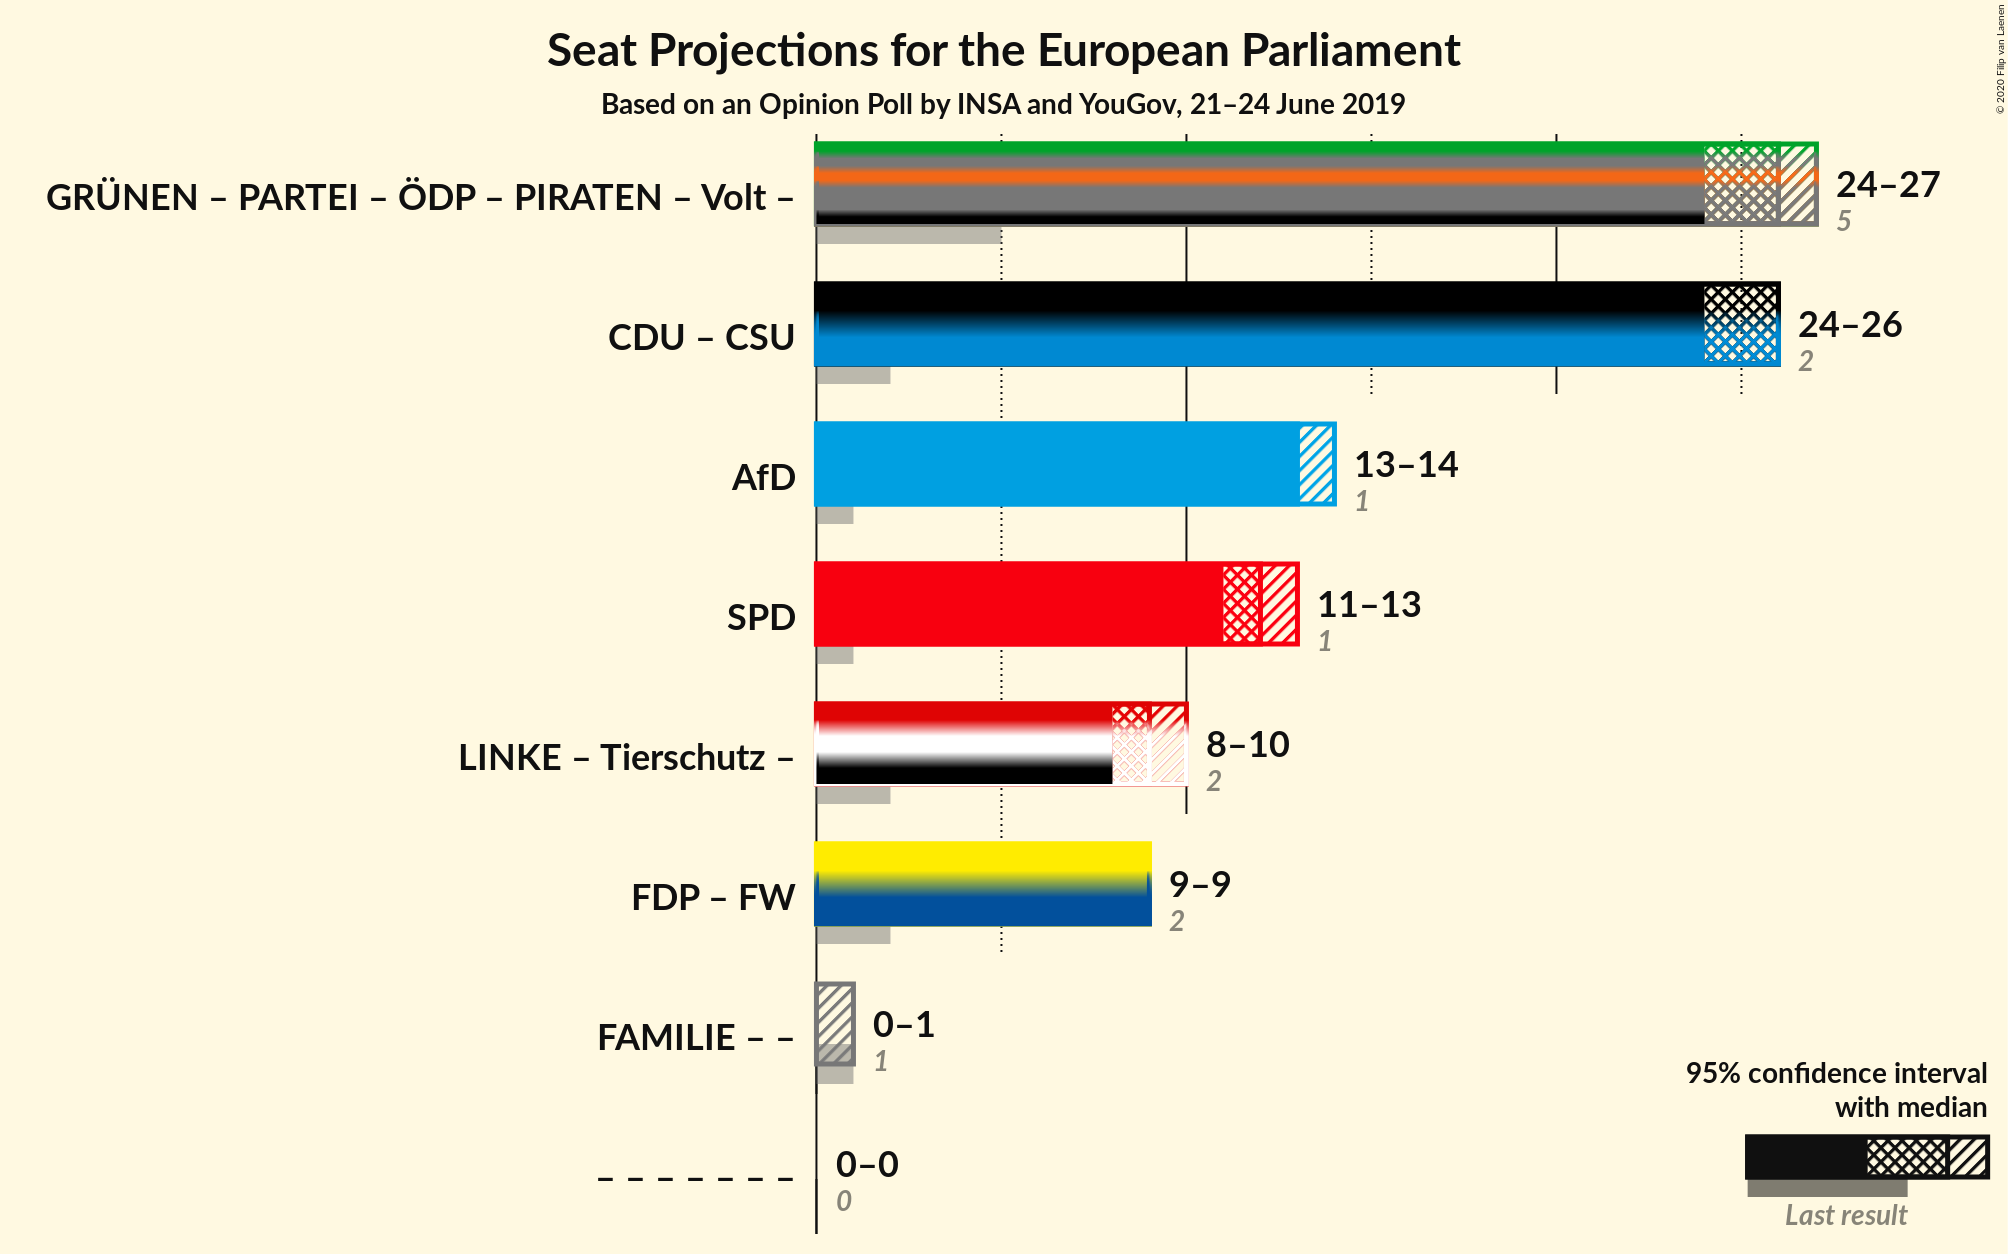 Seat Projections for the European Parliament
Based on an Opinion Poll by INSA and YouGov, 21–24 June 2019
© 2020 Filip van Laenen
GRÜNEN – PARTEI – ÖDP – PIRATEN – Volt –
24–27
5
CDU – CSU
24–26
2
AfD
13–14
1
SPD
11–13
1
LINKE – Tierschutz –
8–10
2
FDP – FW
9–9
2
FAMILIE – –
0–1
1
– – – – – – –
0–0
0
95% confidence interval
with median
Last result